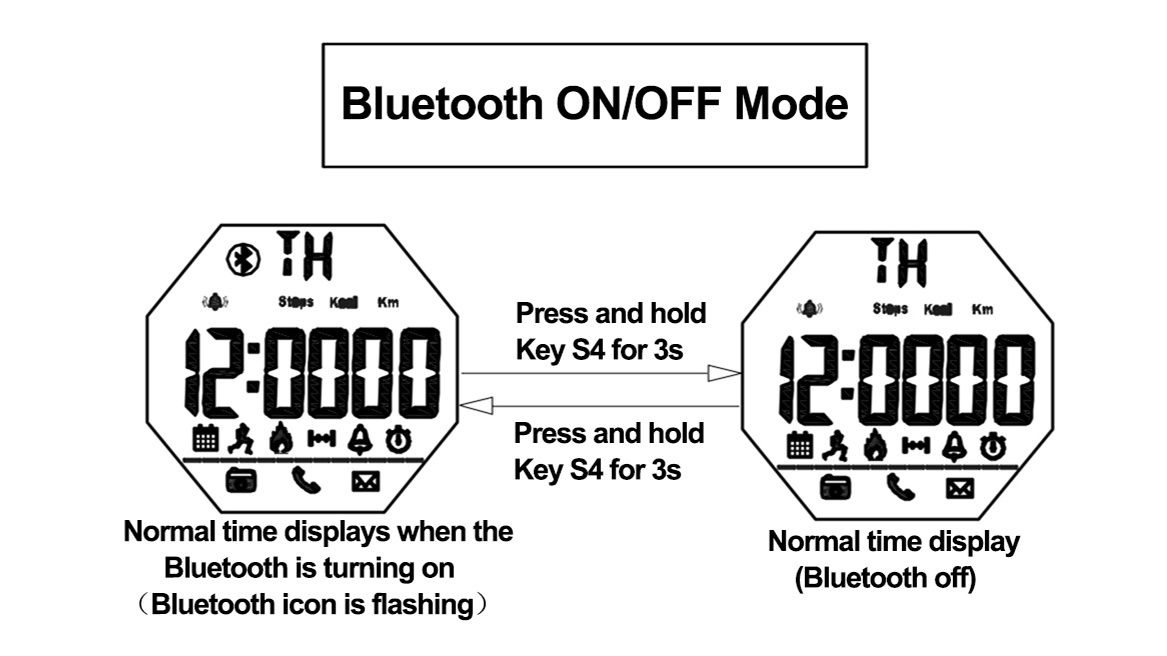 Bluetooth ON/OFF Mode
TH
Steps Kcal Km
12:0000
Press and hold
Key S4 for 3s
Press and hold
Key S4 for 3s
TH
Steps Kcal Km
12:0000
Normal time displays when the
Bluetooth is turning on
（Bluetooth icon is flashing）
Normal time display
(Bluetooth off)